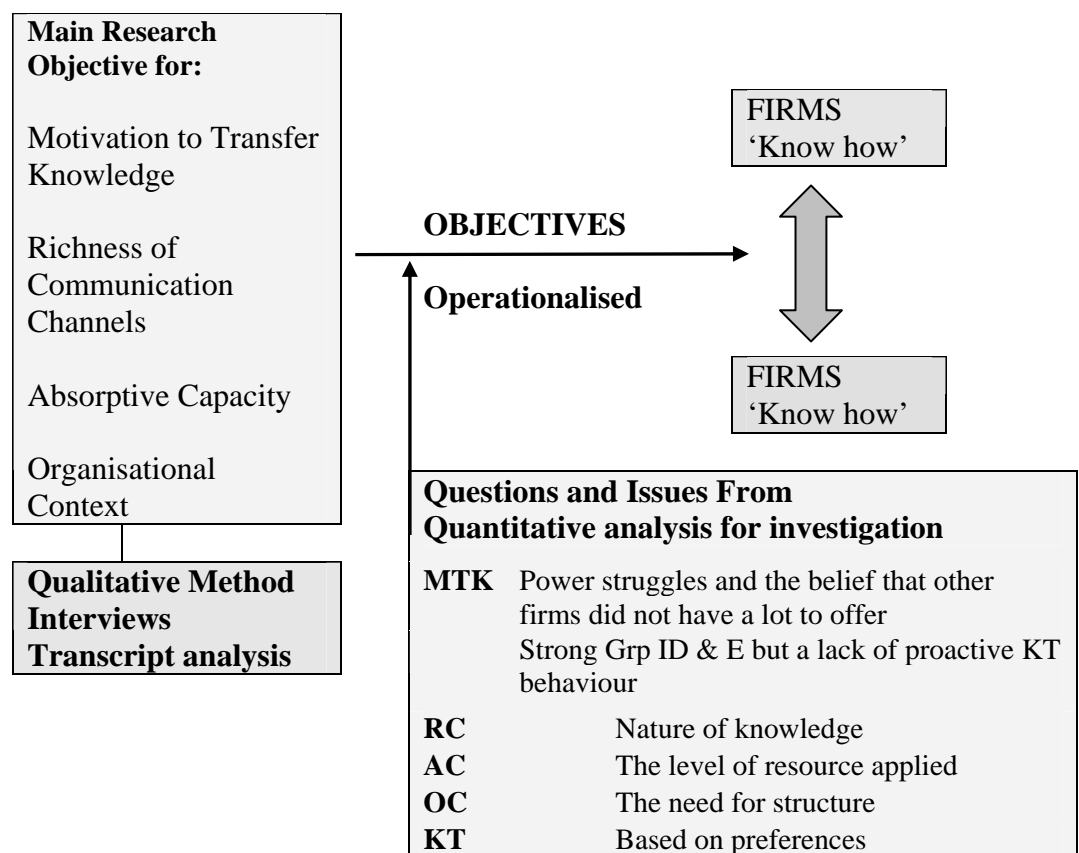 Main Research
Objective for:
Motivation to Transfer
Knowledge
Richness of
Communication
Channels
Absorptive Capacity
Organisational
Context
Qualitative Method
Interviews
Transcript analysis
OBJECTIVES
Operationalised
FIRMS
‘Know how’
FIRMS
‘Know how’
Questions and Issues From
Quantitative analysis for investigation
MTK Power struggles and the belief that other
firms did not have a lot to offer
Strong Grp ID & E but a lack of proactive KT
behaviour
RC Nature of knowledge
AC The level of resource applied
OC The need for structure
KT Based on preferences